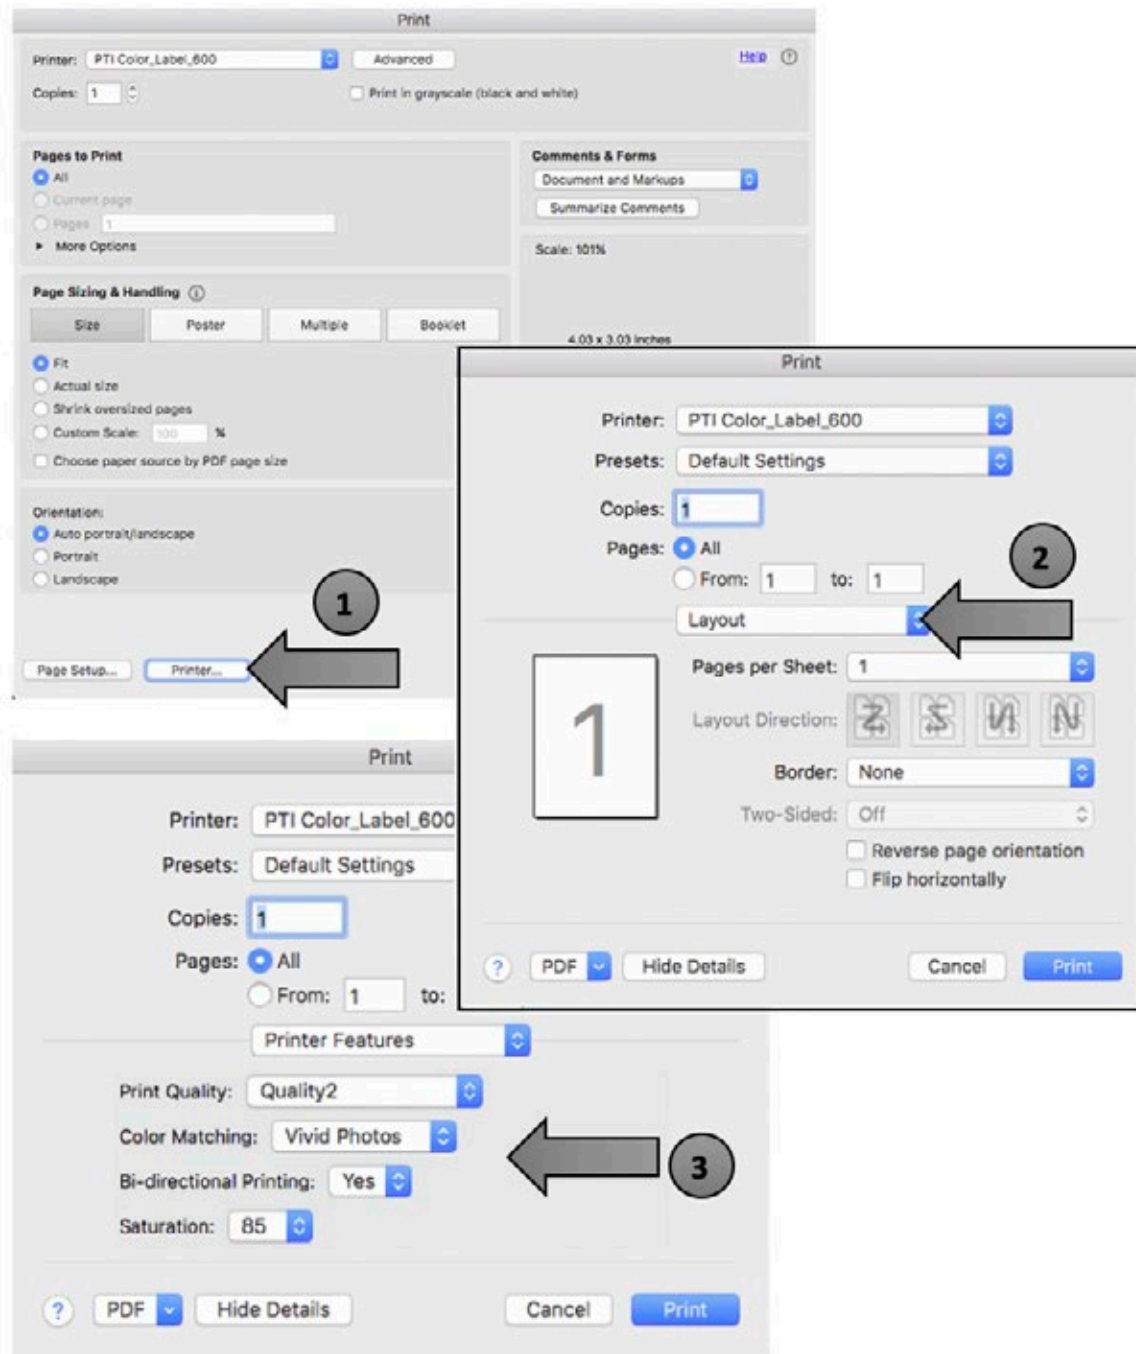 Print
Printer: PTI Color_Label_600 Advanced Help ?
Copies: 1 Print in grayscale (black and white)
Pages to Print
All
Current page
Pages 1
More Options
Comments & Forms
Document and Markups
Summarize Comments
Scale: 101%
4.03 x 3.03 Inches
Page Sizing & Handling i
Size Poster Multiple Booklet
Fit
Actual size
Shrink oversized pages
Custom Scale: 100 %
Choose paper source by PDF page size
Orientation:
Auto portrait/landscape
Portrait
Landscape
1
Page Setup... Printer...
Print
Printer: PTI Color_Label_600
Presets: Default Settings
Copies: 1
Pages: All
From: 1 to: 1
2
Layout
Pages per Sheet: 1
1
Layout Direction:
Border: None
Two-Sided: Off
Reverse page orientation
Flip horizontally
? PDF Hide Details Cancel Print
Print
Printer: PTI Color_Label_600
Presets: Default Settings
Copies: 1
Pages: All
From: 1 to:
Printer Features
Print Quality: Quality2
Color Matching: Vivid Photos
3
Bi-directional Printing: Yes
Saturation: 85
? PDF Hide Details Cancel Print